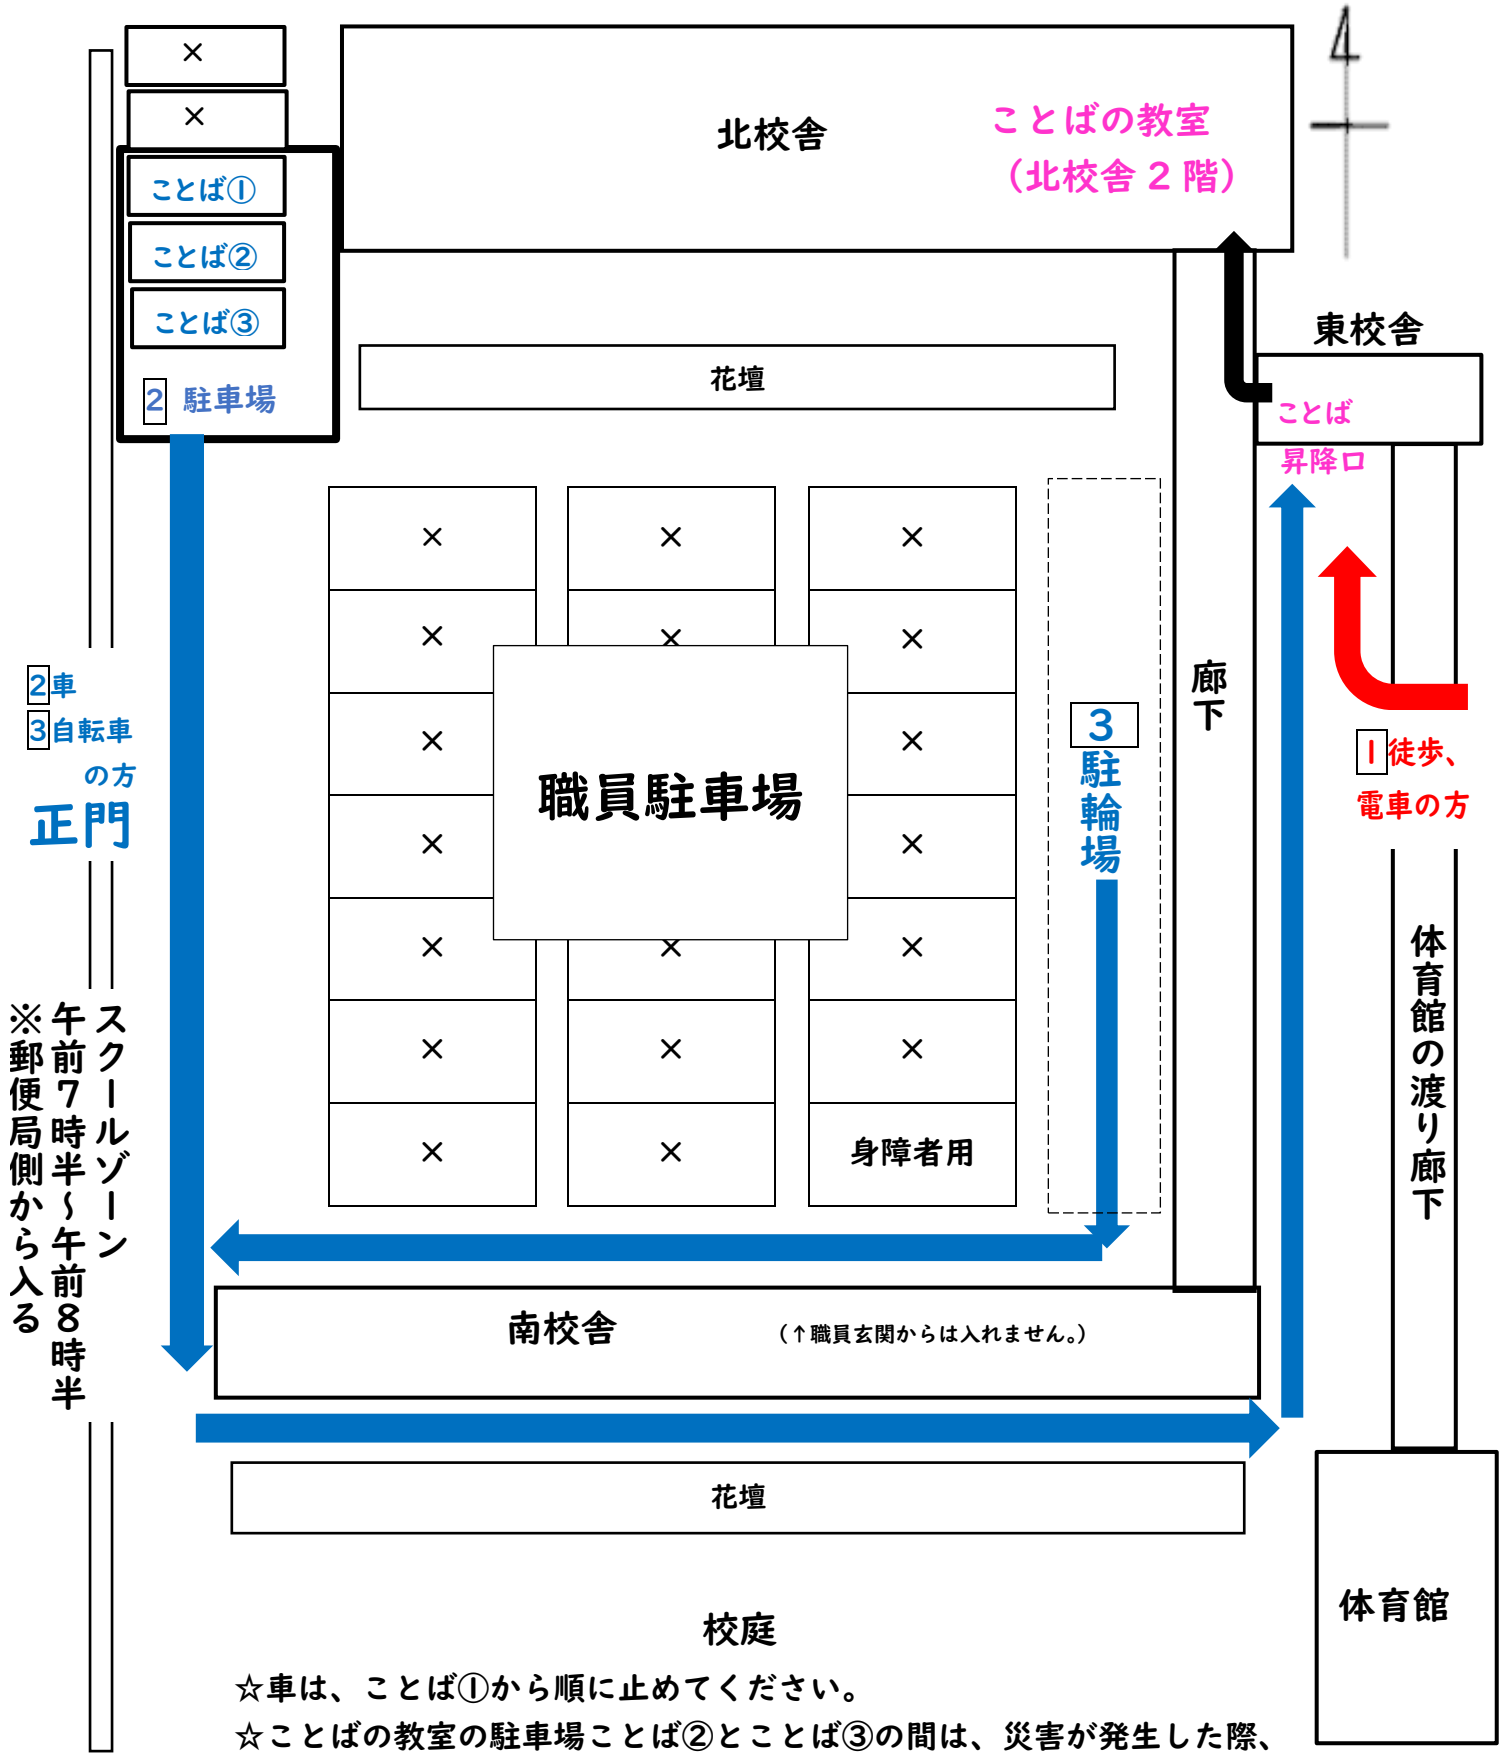 ×
×
ことば①
ことば②
ことば③
2 駐車場
北校舎
ことばの教室
(北校舎2階)
東校舎
ことば
昇降口
花壇
× × ×
× × ×
× ×
× ×
× × ×
× × ×
× × 身障者用
職員駐車場
3
駐輪場
廊下
2車
3自転車
の方
正門
1徒歩、
電車の方
体育館の渡り廊下
スクールゾーン
午前7時半~午前8時半
※郵便局側から入る
南校舎 (↑職員玄関からは入れません。)
花壇
体育館
校庭
☆車は、ことば①から順に止めてください。
☆ことばの教室の駐車場ことば②とことば③の間は、災害が発生した際、